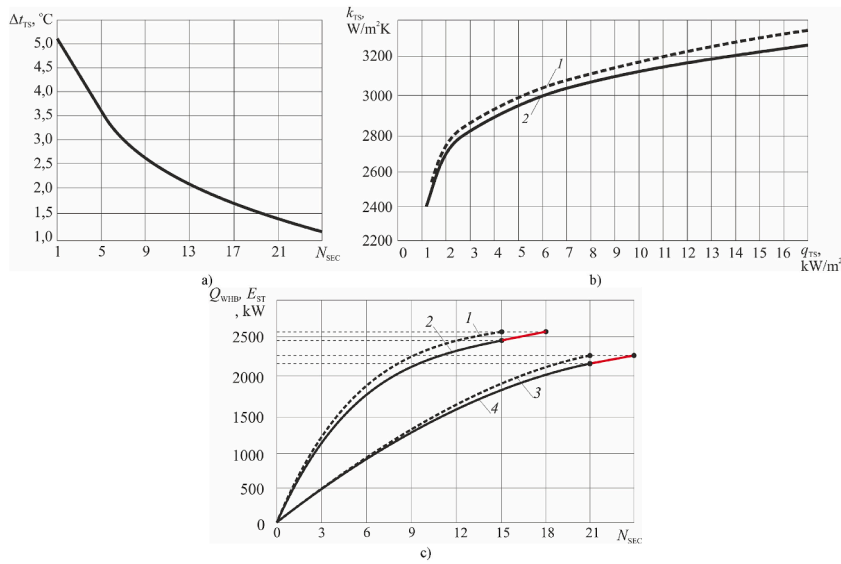 Δt_TS, °C
5,0
4,5
4,0
3,5
3,0
2,5
2,0
1,5
1,0
1 5 9 13 17 21 N_SEC
a)
k_TS,
W/m²K
3200
3000
2800
2600
2400
2200
1
2
0 1 2 3 4 5 6 7 8 9 10 11 12 13 14 15 16 q_TS,
kW/m²
b)
Q_WHB, E_ST
, kW
2500
2000
1500
1000
500
0
1
2
3
4
0 3 6 9 12 15 18 21 N_SEC
c)